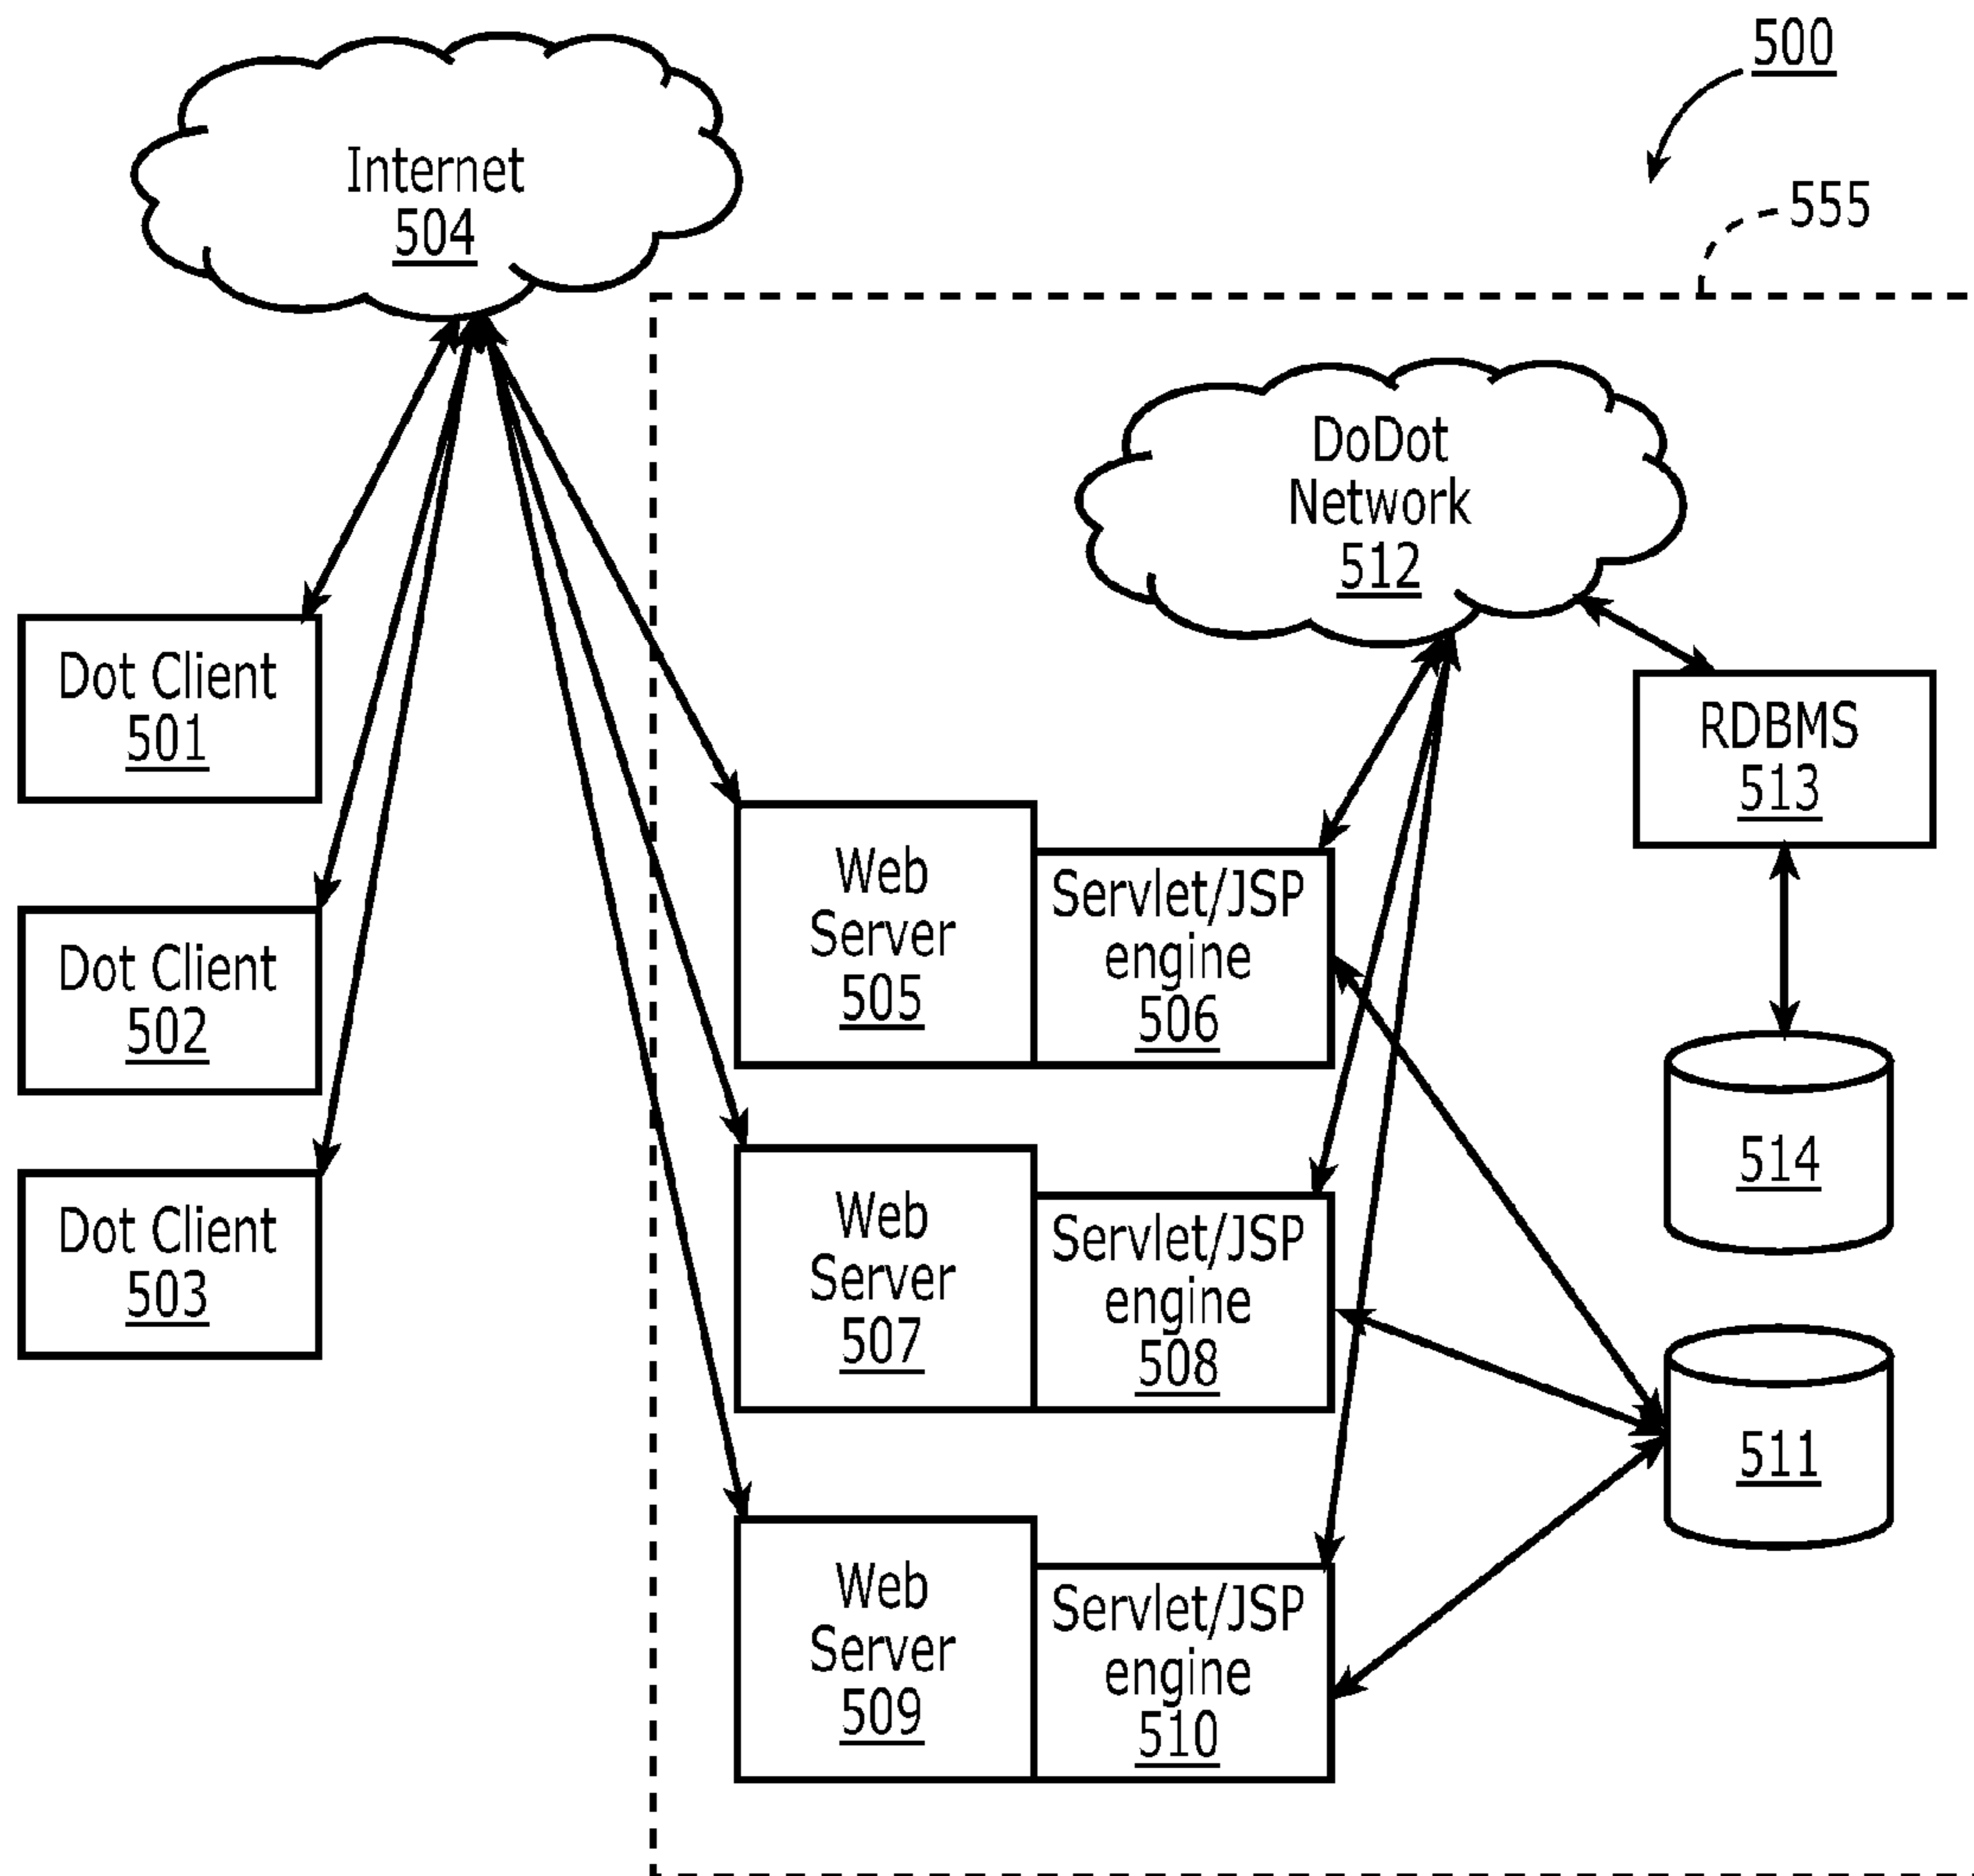 500
Internet
504
555
DoDot
Network
512
Dot Client
501
RDBMS
513
Web
Server
505
Servlet/JSP
engine
506
Dot Client
502
514
Dot Client
503
Web
Server
507
Servlet/JSP
engine
508
511
Web
Server
509
Servlet/JSP
engine
510